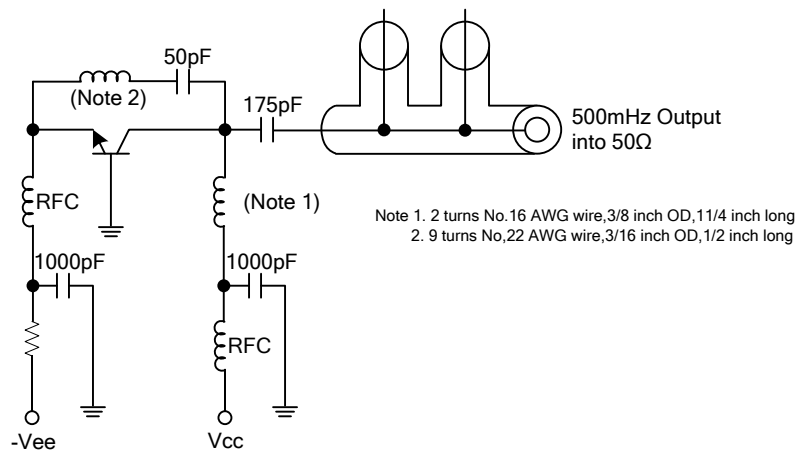 50pF
(Note 2)
175pF
500mHz Output
into 50Ω
RFC
(Note 1)
Note 1. 2 turns No.16 AWG wire,3/8 inch OD,11/4 inch long
2. 9 turns No,22 AWG wire,3/16 inch OD,1/2 inch long
1000pF
1000pF
RFC
-Vee
Vcc